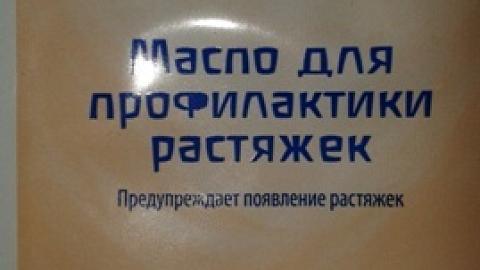 Масло для
профилактики
растяжек
Предупреждает появление растяжек